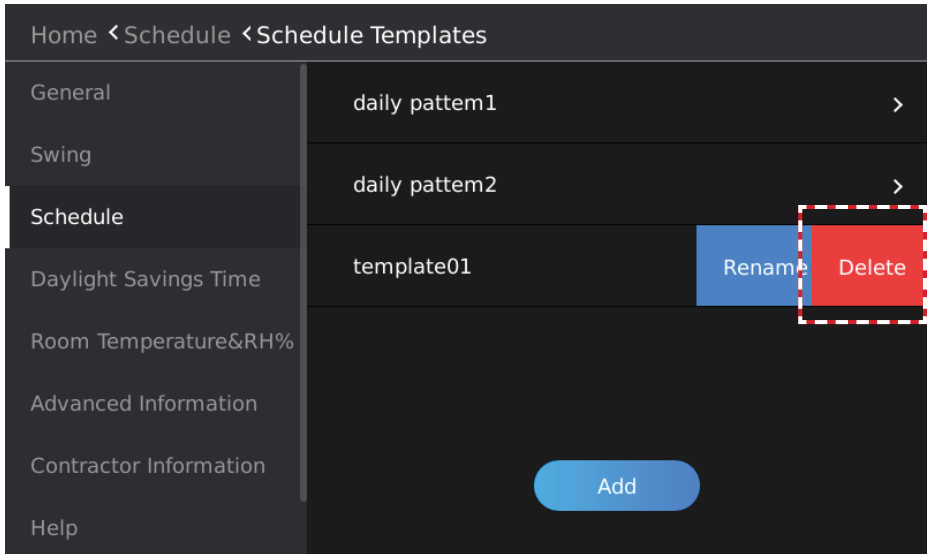 Home < Schedule < Schedule Templates
General
Swing
Schedule
Daylight Savings Time
Room Temperature&RH%
Advanced Information
Contractor Information
Help
daily pattem1
daily pattem2
template01 Rename Delete
Add